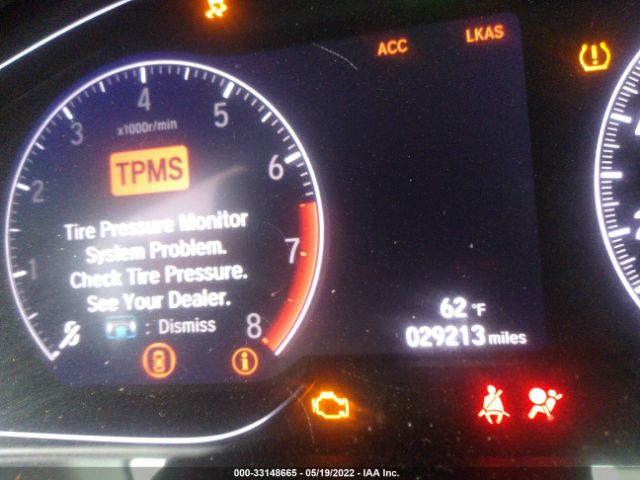 ACC
LKAS
4
3
5
x1000r/min
2
6
TPMS
Tire Pressure Monitor
System Problem.
Check Tire Pressure.
See Your Dealer.
1
7
: Dismiss
8
62 °F
029213 miles
000-33148665 - 05/19/2022 - IAA Inc.